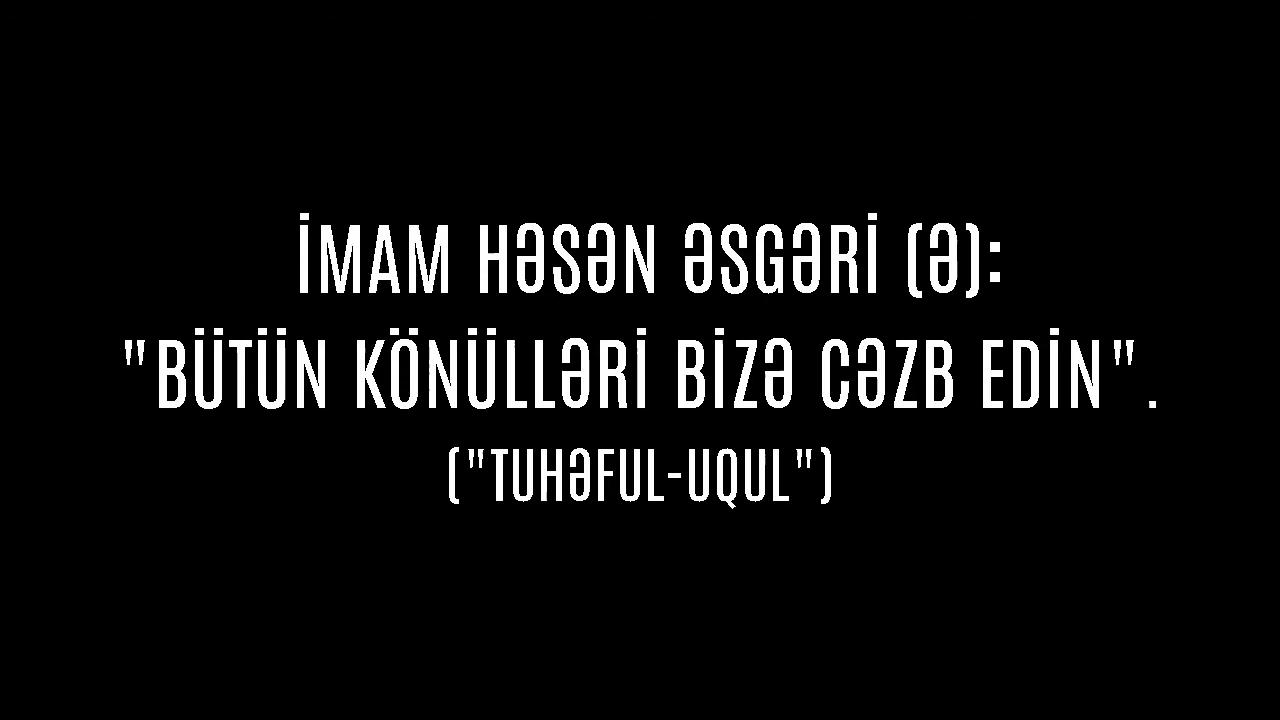 İMAM HƏSƏN ƏSGƏRİ (Ə):
"BÜTÜN KÖNÜLLƏRİ BİZƏ CƏZB EDİN".
("TUHƏFUL-UQUL")